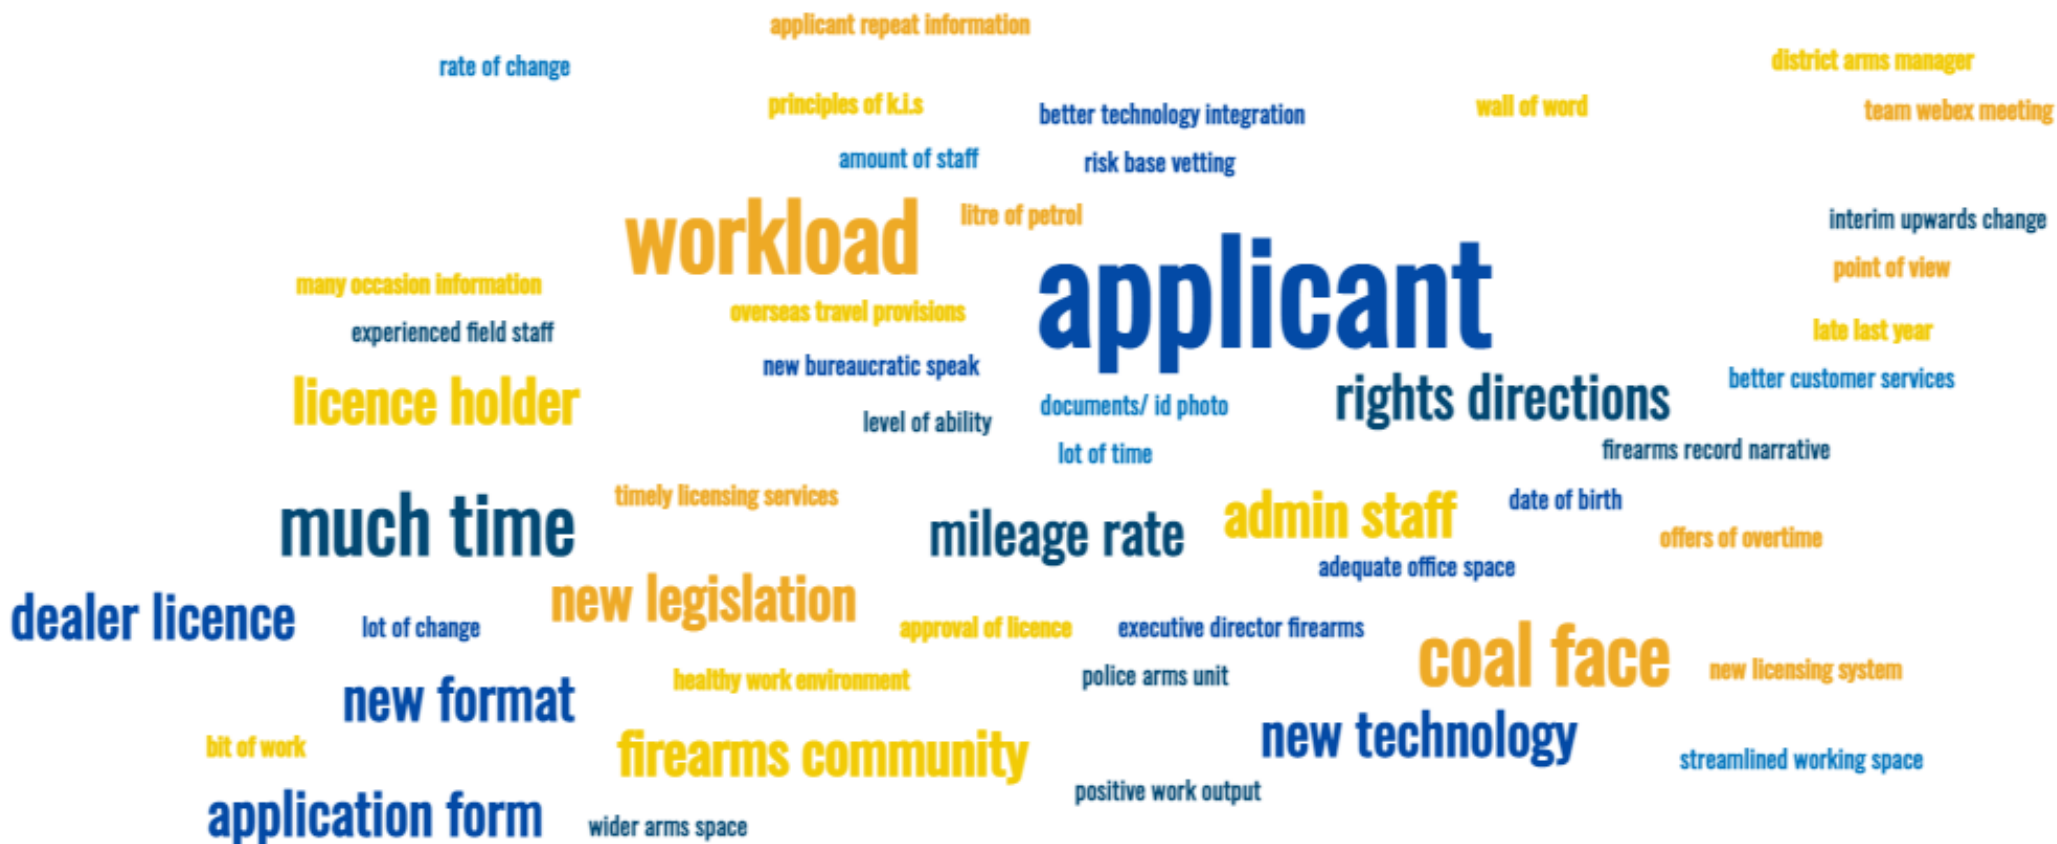 applicant repeat information
rate of change
district arms manager
principles of k.i.s
better technology integration
wall of word
team webex meeting
amount of staff
risk base vetting
workload
litre of petrol
interim upwards change
applicant
point of view
many occasion information
overseas travel provisions
experienced field staff
late last year
new bureaucratic speak
better customer services
licence holder
rights directions
documents/ id photo
level of ability
lot of time
firearms record narrative
timely licensing services
much time
mileage rate
admin staff
date of birth
offers of overtime
adequate office space
new legislation
dealer licence
lot of change
approval of licence
executive director firearms
coal face
new licensing system
healthy work environment
police arms unit
new format
new technology
bit of work
firearms community
streamlined working space
positive work output
application form
wider arms space